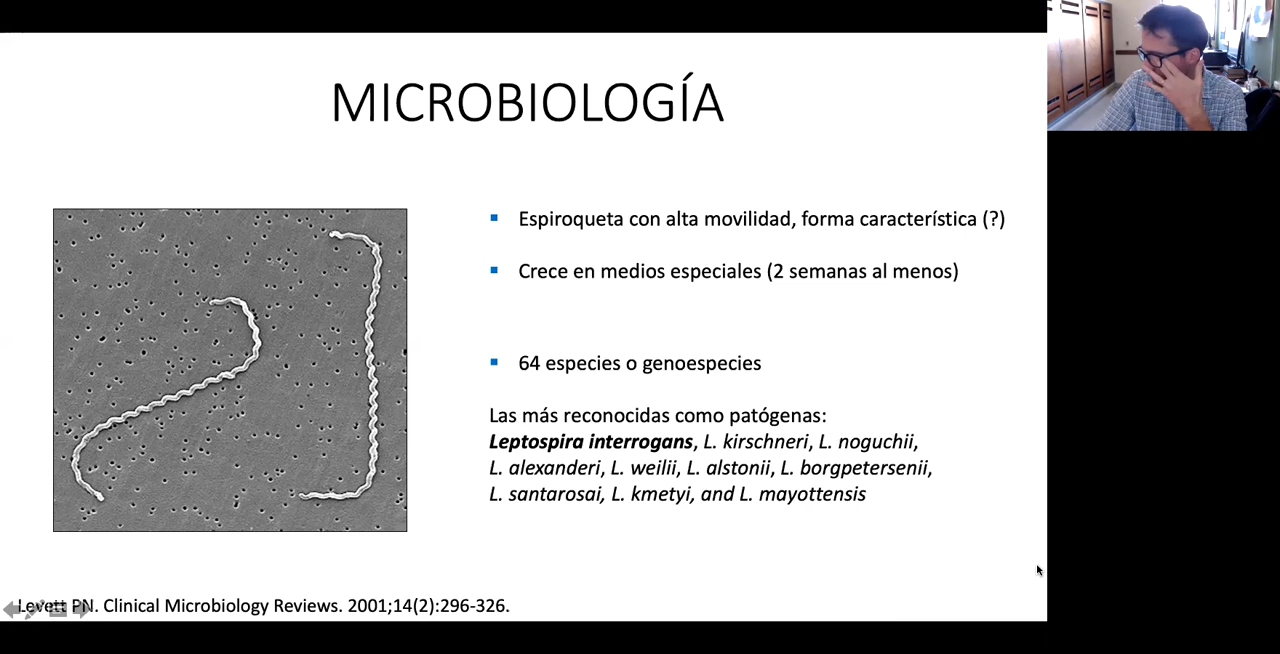 MICROBIOLOGÍA
▪ Espiroqueta con alta movilidad, forma característica (?)
▪ Crece en medios especiales (2 semanas al menos)
▪ 64 especies o genoespecies
Las más reconocidas como patógenas:
Leptospira interrogans, L. kirschneri, L. noguchii,
L. alexanderi, L. weilii, L. alstonii, L. borgpetersenii,
L. santarosai, L. kmetyi, and L. mayottensis
Levett PN. Clinical Microbiology Reviews. 2001;14(2):296-326.